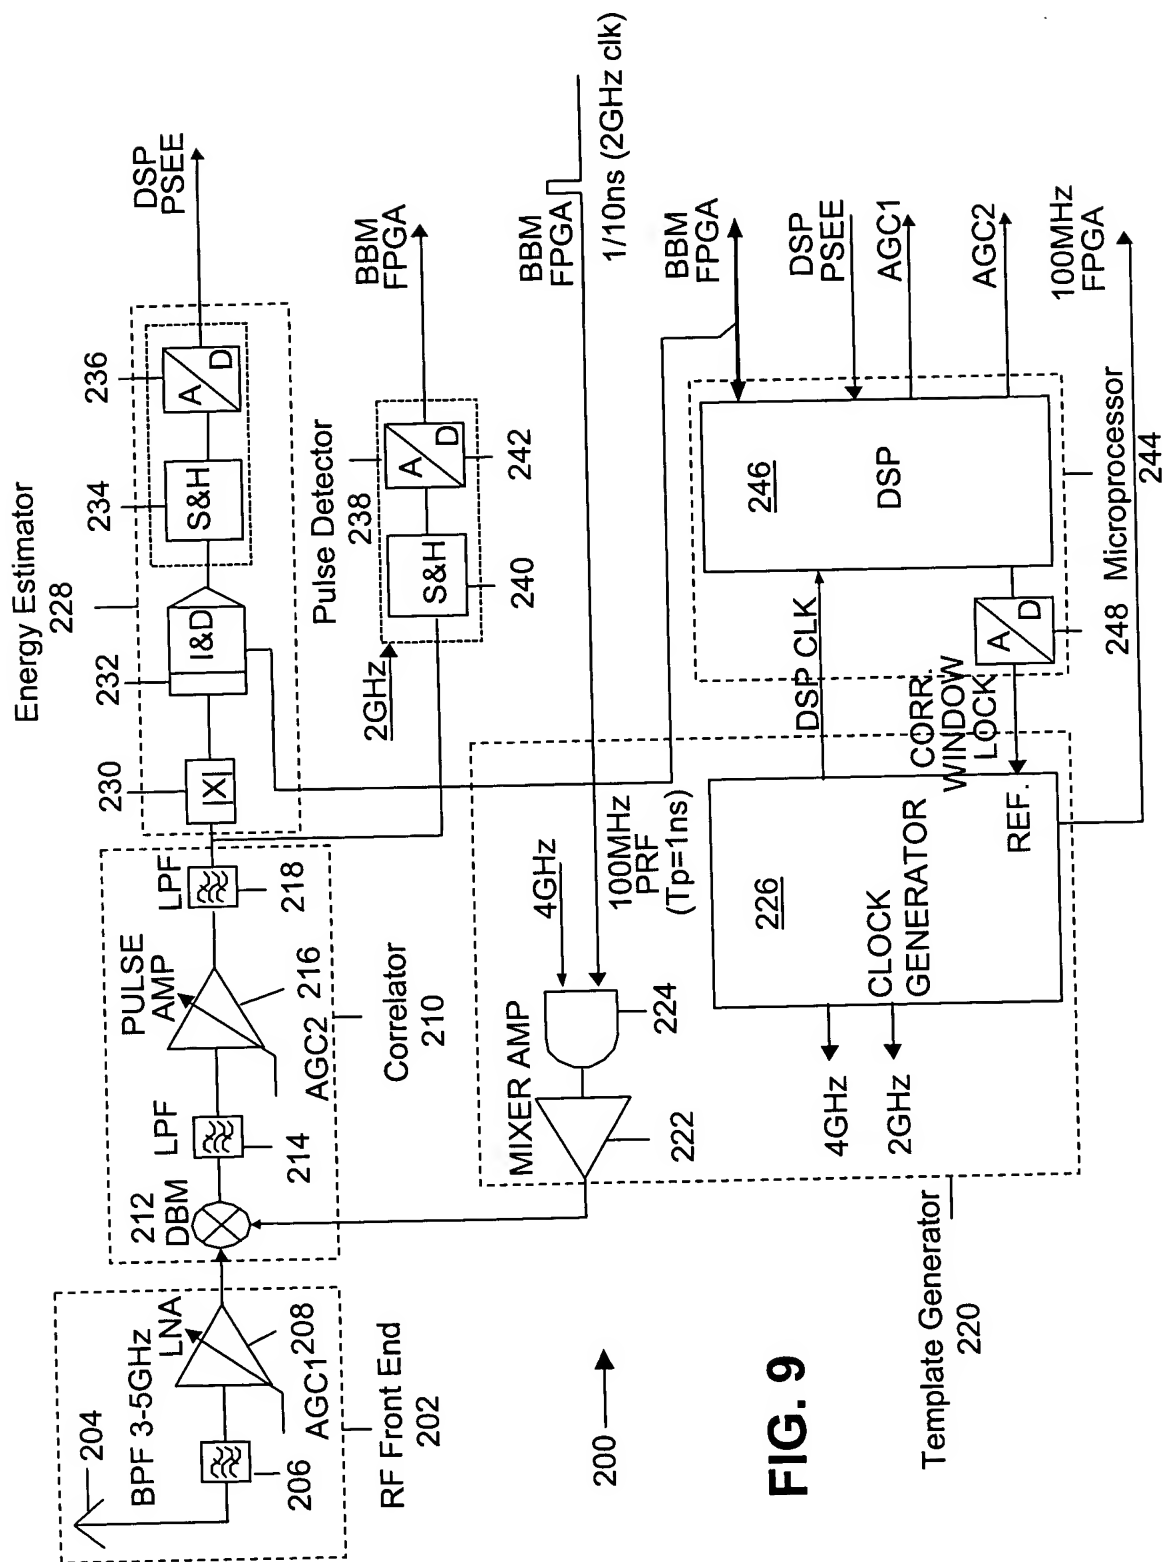 Energy Estimator
228
230
232
234
236
|X|
I&D
S&H
A
D
DSP
PSEE
Pulse Detector
238
S&H
A
D
240
242
2GHz
BBM
FPGA
204
BPF 3-5GHz
LNA
206
208
AGC1
RF Front End
202
212
DBM
LPF
214
PULSE
AMP
216
AGC2
LPF
218
Correlator
210
BBM
FPGA
1/10ns (2GHz clk)
MIXER AMP
222
224
4GHz
100MHz
PRF
(Tp=1ns)
226
CLOCK
GENERATOR
REF.
4GHz
2GHz
DSP CLK
CORR.
WINDOW
LOCK
Template Generator
220
246
DSP
A
D
248
Microprocessor
244
BBM
FPGA
DSP
PSEE
AGC1
AGC2
100MHz
FPGA
200
FIG. 9